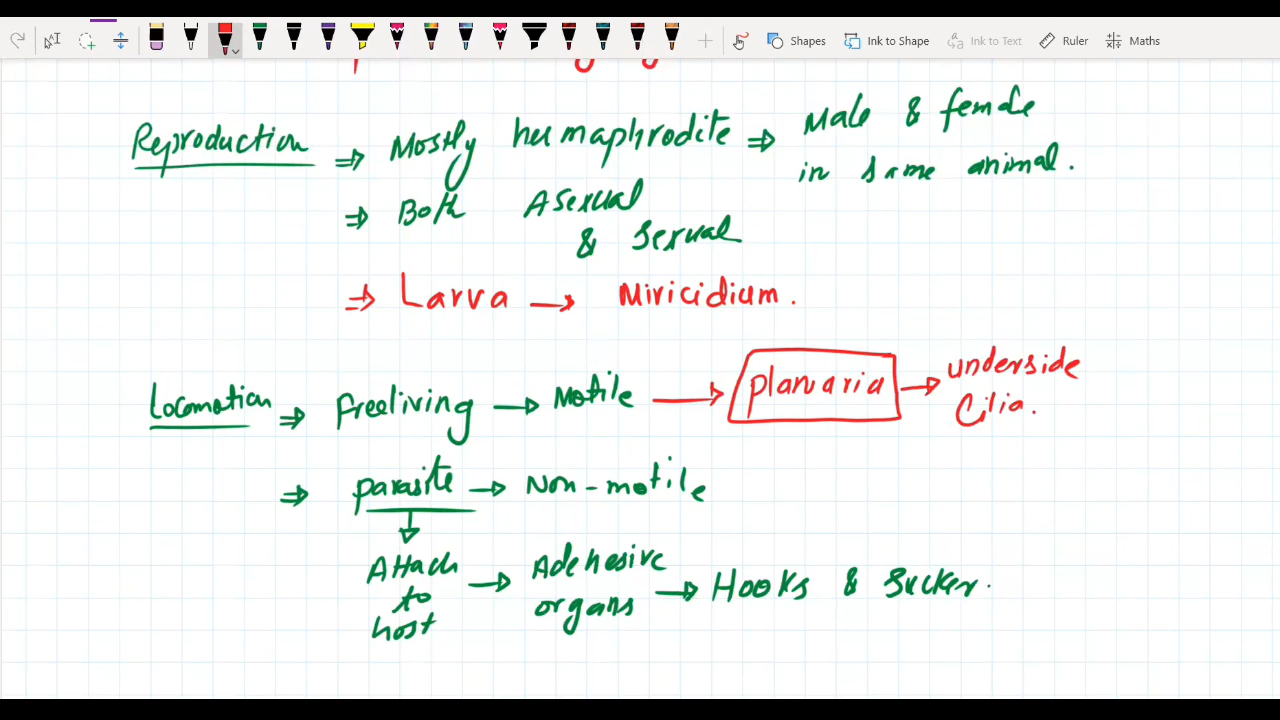 Shapes Ink to Shape Ink to Text Ruler Maths
Reproduction ⇒ Mostly hermaphrodite ⇒ Male & female
in same animal.
⇒ Both Asexual
& Sexual
⇒ Larva → Miricidium.
Locomotion ⇒ freeliving → Motile → planaria → underside
Cilia.
⇒ parasite → Non-motile
Attach → Adehesive → Hooks & Sucker.
to organs
host